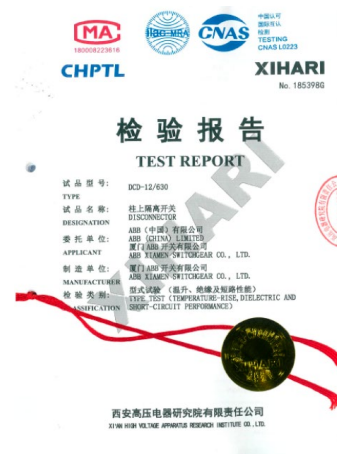 MA
180008223616
ilac-MRA
CNAS
中国认可
国际互认
检测
TESTING
CNAS L0223
CHPTL
XIHARI
No. 185398G
检验报告
TEST REPORT
试品型号: DCD-12/630
TYPE
试品名称: 柱上隔离开关
DESIGNATION DISCONNECTOR
委托单位: ABB (中国) 有限公司
APPLICANT ABB (CHINA) LIMITED
厦门ABB开关有限公司
ABB XIAMEN SWITCHGEAR CO., LTD.
制造单位: 厦门ABB开关有限公司
MANUFACTURER ABB XIAMEN SWITCHGEAR CO., LTD.
检验类别: 型式试验 (温升、绝缘及短路性能)
ASSIFICATION TYPE TEST (TEMPERATURE-RISE, DIELECTRIC AND
SHORT-CIRCUIT PERFORMANCE)
XIHARI
西安高压电器研究院有限责任公司
XI'AN HIGH VOLTAGE APPARATUS RESEARCH INSTITUTE CO., LTD.